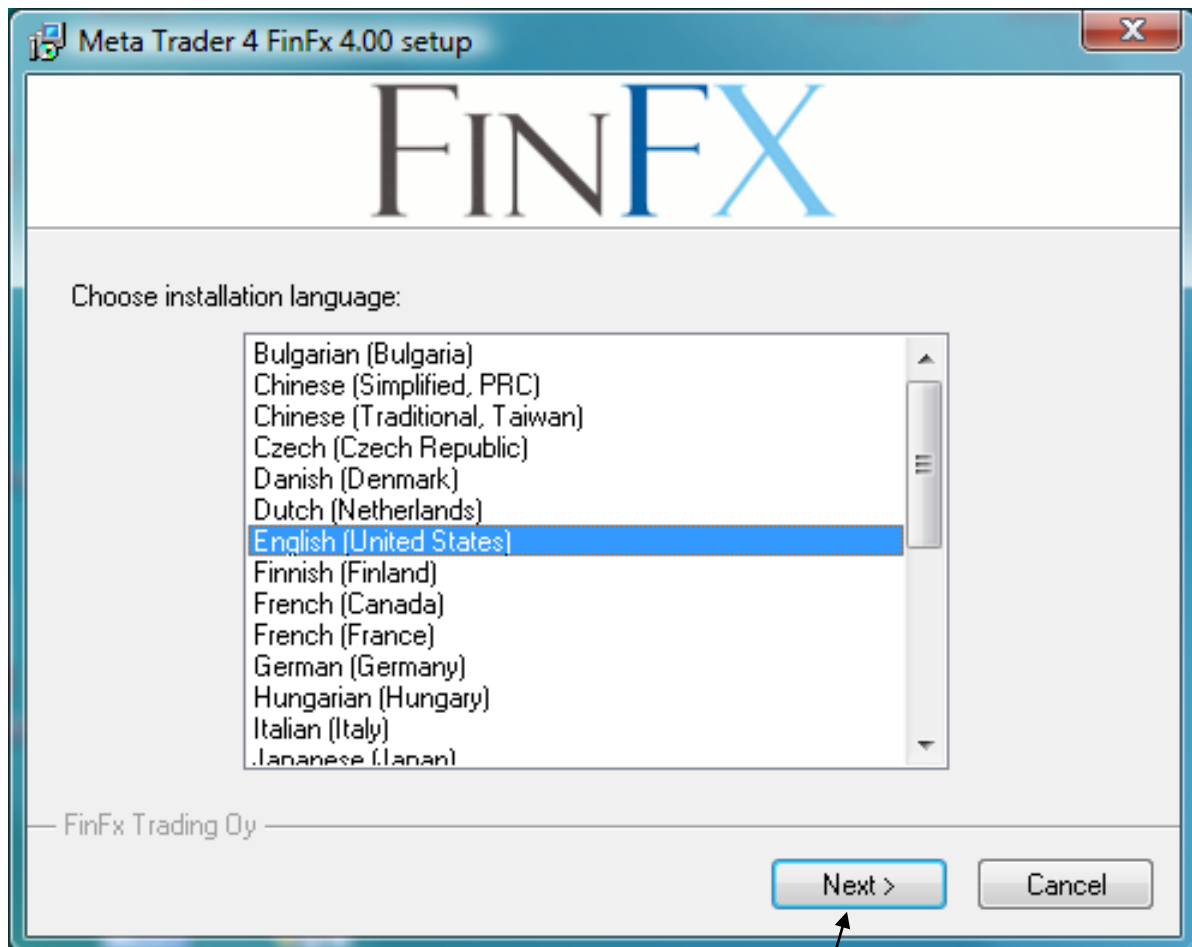 Meta Trader 4 FinFx 4.00 setup
FINFX
Choose installation language:
Bulgarian (Bulgaria)
Chinese (Simplified, PRC)
Chinese (Traditional, Taiwan)
Czech (Czech Republic)
Danish (Denmark)
Dutch (Netherlands)
English (United States)
Finnish (Finland)
French (Canada)
French (France)
German (Germany)
Hungarian (Hungary)
Italian (Italy)
Japanese (Japan)
FinFx Trading Oy
Next >
Cancel